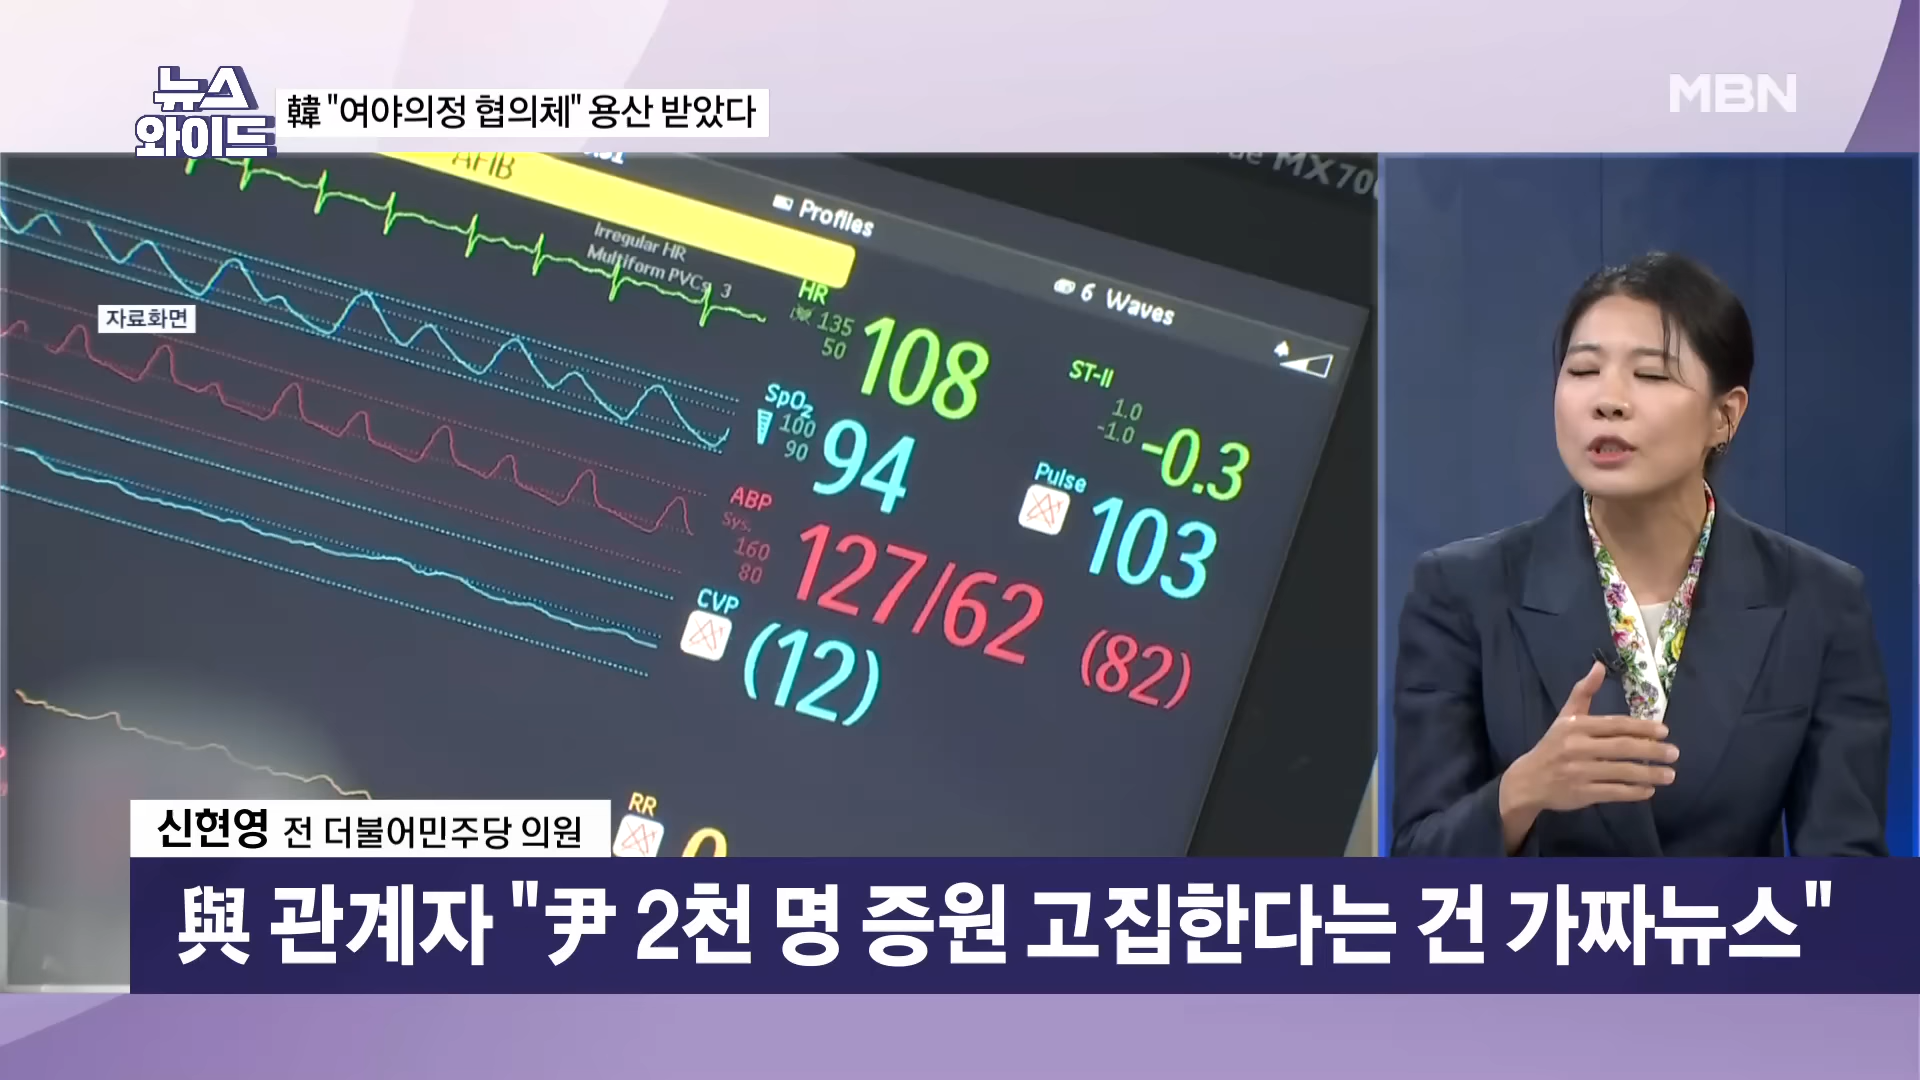 뉴스
와이드
韓 "여야의정 협의체" 용산 받았다
MBN
AFIB
MX700
Profiles
Irregular HR
Multiform PVCs 3
6 Waves
자료화면
HR
135
50
108
ST-II
1.0
-1.0
-0.3
SpO2
100
90
94
Pulse
103
ABP
Sys.
160
80
127/62 (82)
CVP
(12)
RR
0
신현영 전 더불어민주당 의원
與 관계자 "尹 2천 명 증원 고집한다는 건 가짜뉴스"